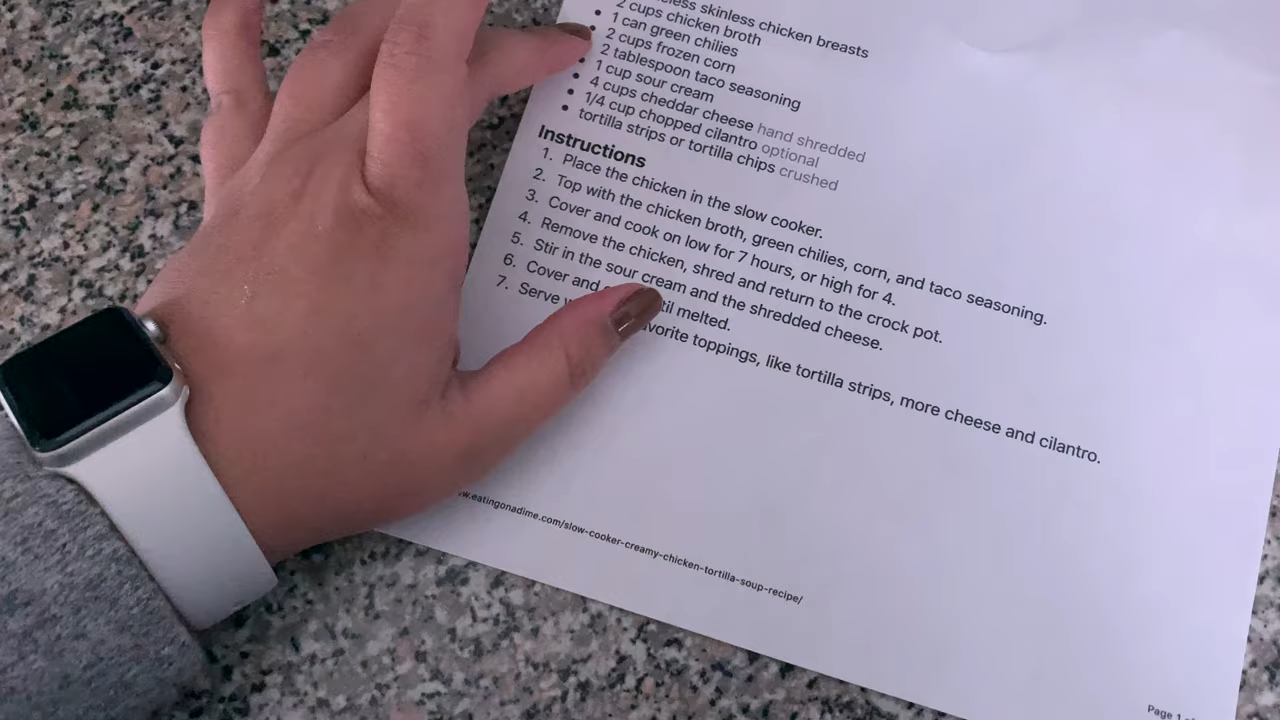 skinless chicken breasts
2 cups chicken broth
1 can green chilies
2 cups frozen corn
2 tablespoon taco seasoning
1 cup sour cream
4 cups cheddar cheese hand shredded
1/4 cup chopped cilantro optional
tortilla strips or tortilla chips crushed
Instructions
1. Place the chicken in the slow cooker.
2. Top with the chicken broth, green chilies, corn, and taco seasoning.
3. Cover and cook on low for 7 hours, or high for 4.
4. Remove the chicken, shred and return to the crock pot.
5. Stir in the sour cream and the shredded cheese.
6. Cover and melted.
7. Serve toppings, like tortilla strips, more cheese and cilantro.
w.eatingonadime.com/slow-cooker-creamy-chicken-tortilla-soup-recipe/
Page 1